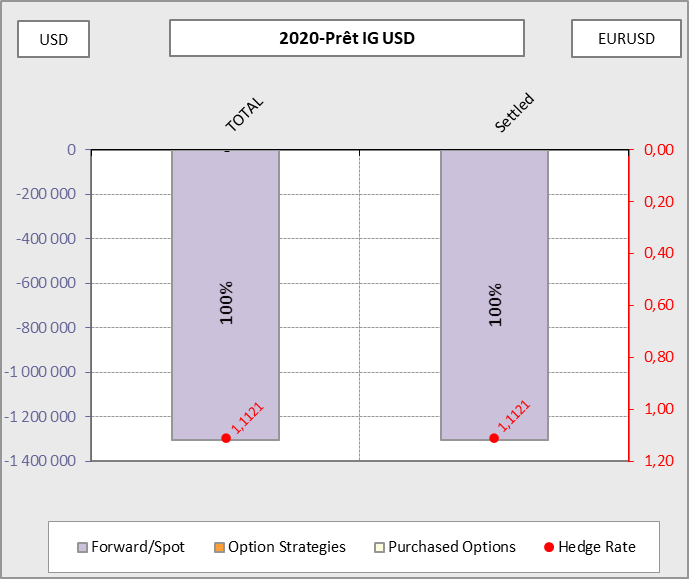 USD
2020-Prêt IG USD
EURUSD
TOTAL
Settled
0
-200 000
-400 000
-600 000
-800 000
-1 000 000
-1 200 000
-1 400 000
-
100%
100%
1,1121
1,1121
0,00
0,20
0,40
0,60
0,80
1,00
1,20
Forward/Spot
Option Strategies
Purchased Options
Hedge Rate